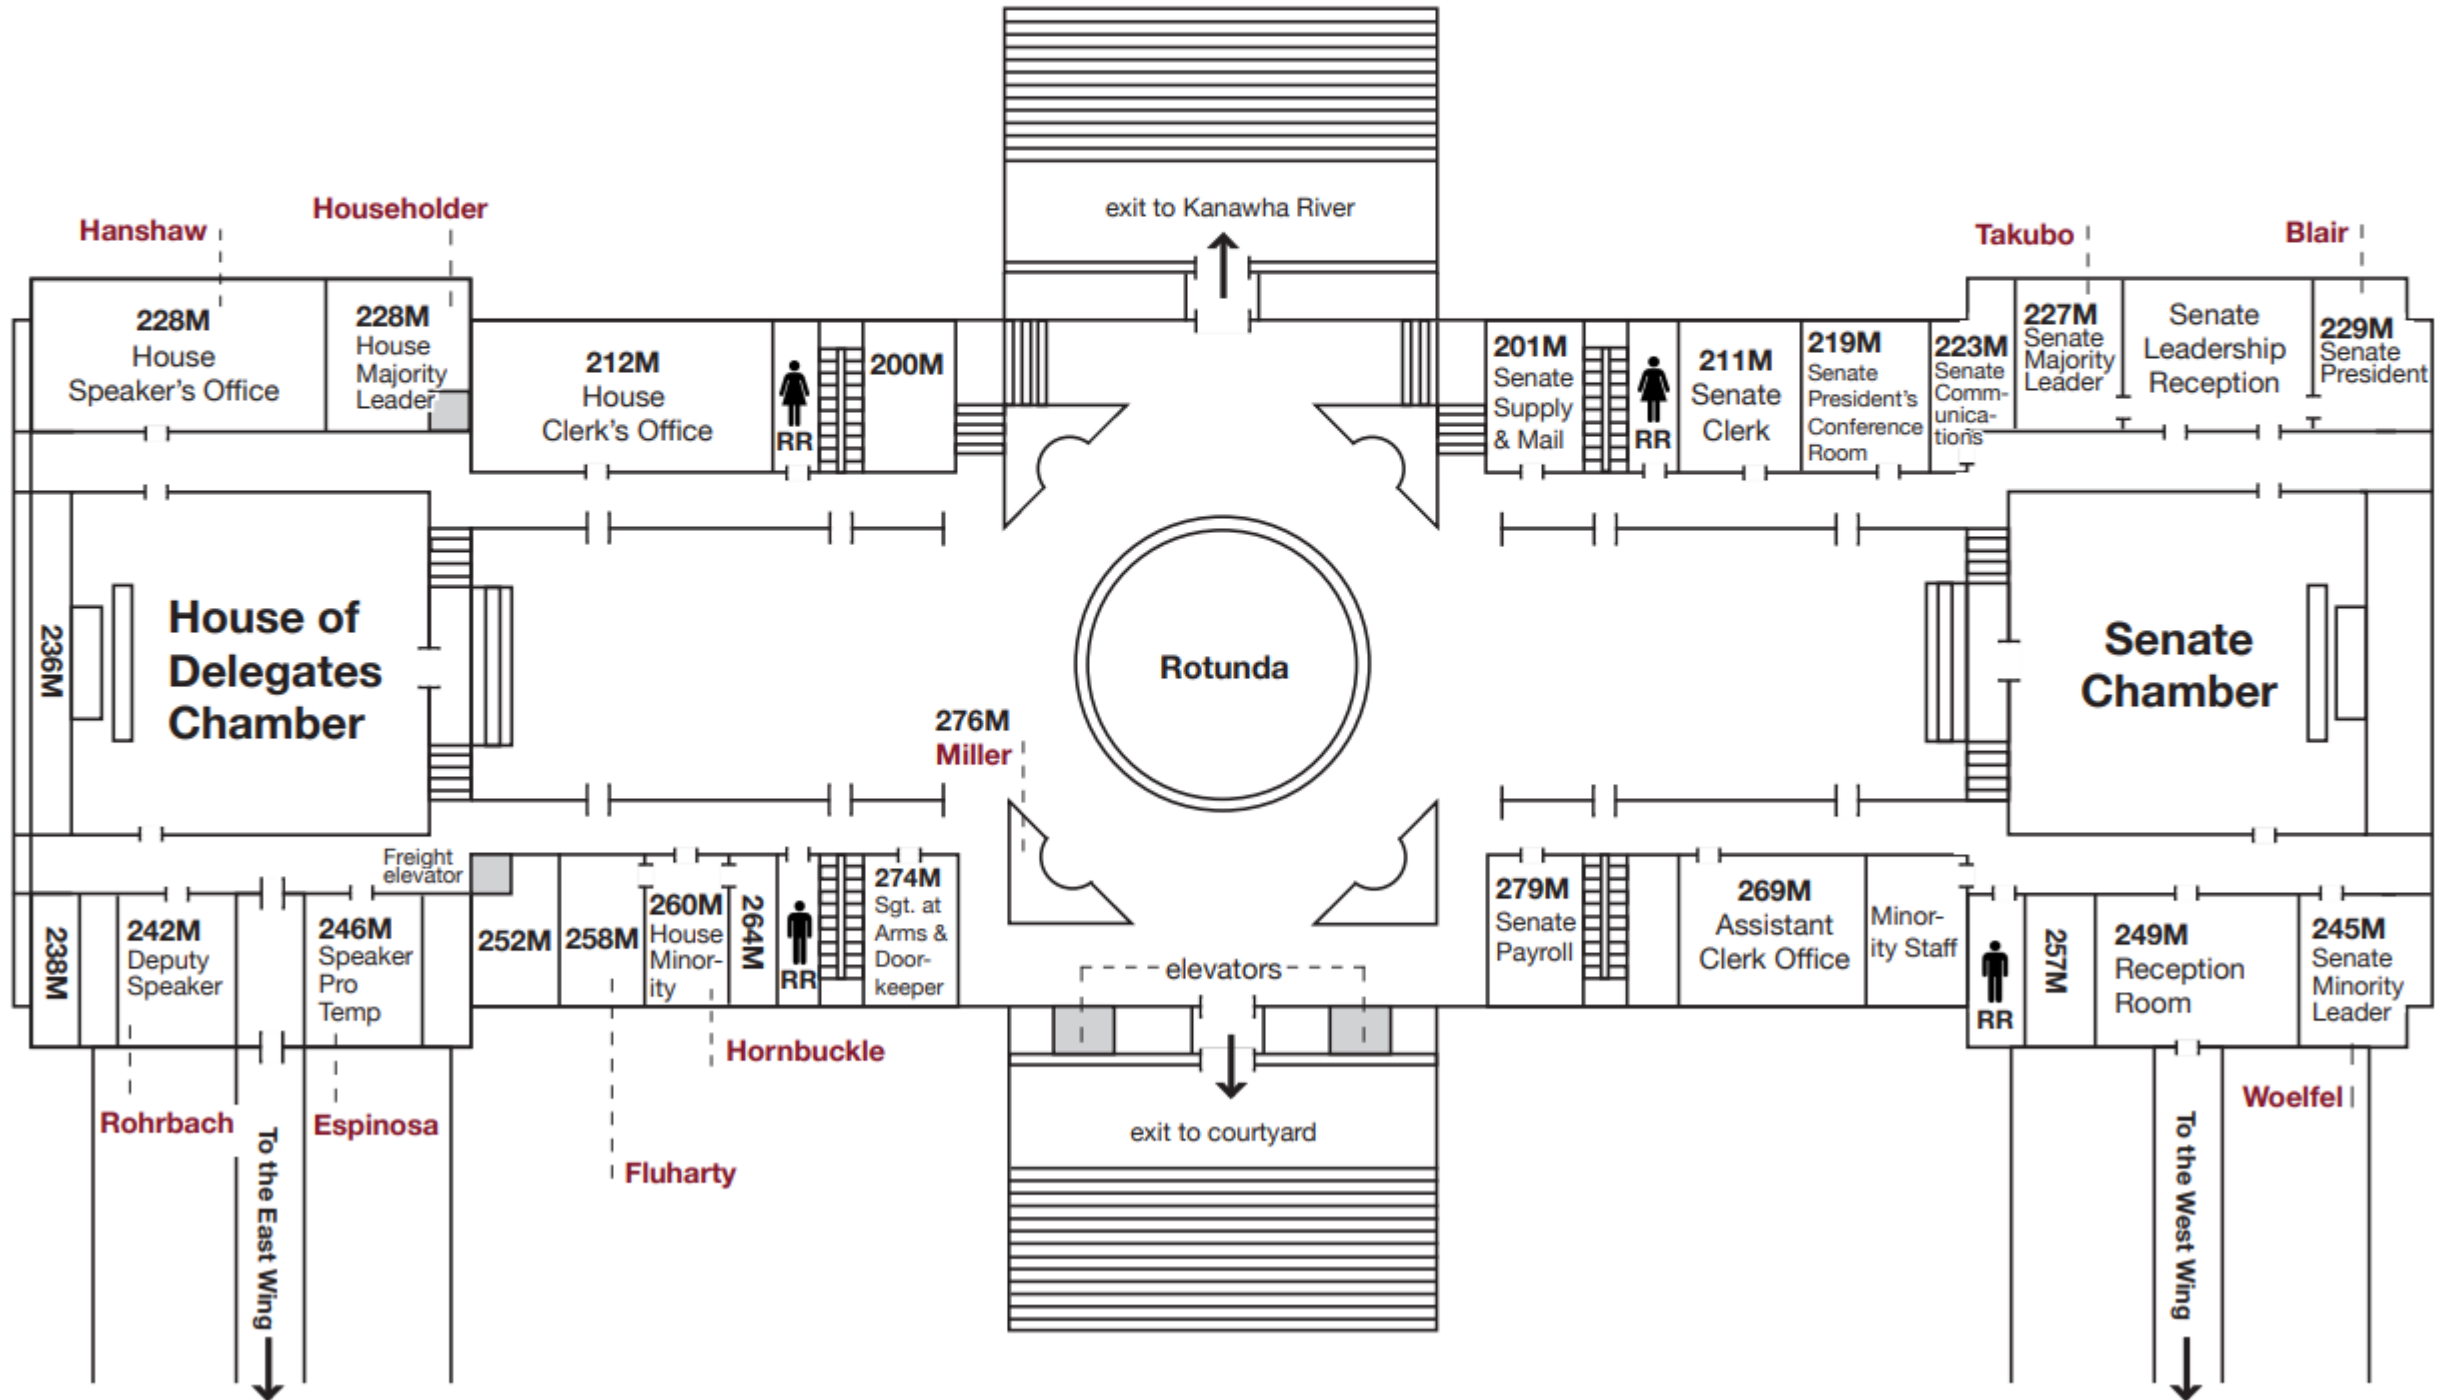 exit to Kanawha River
Hanshaw
Householder
Takubo
Blair
228M
House
Speaker's Office
228M
House
Majority
Leader
212M
House
Clerk's Office
RR
200M
201M
Senate
Supply
& Mail
RR
211M
Senate
Clerk
219M
Senate
President's
Conference
Room
223M
Senate
Comm-
unica-
tions
227M
Senate
Majority
Leader
Senate
Leadership
Reception
229M
Senate
President
236M
House of
Delegates
Chamber
Rotunda
Senate
Chamber
276M
Miller
Freight
elevator
238M
242M
Deputy
Speaker
246M
Speaker
Pro
Temp
252M
258M
260M
House
Minor-
ity
264M
RR
274M
Sgt. at
Arms &
Door-
keeper
elevators
279M
Senate
Payroll
269M
Assistant
Clerk Office
Minor-
ity Staff
RR
257M
249M
Reception
Room
245M
Senate
Minority
Leader
Rohrbach
Espinosa
Hornbuckle
Fluharty
Woelfel
exit to courtyard
To the East Wing
To the West Wing